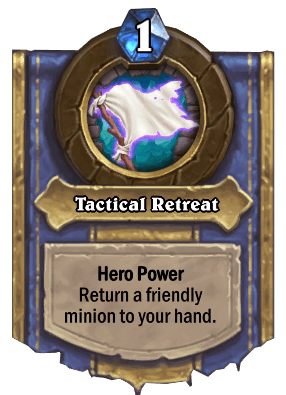 1
Tactical Retreat
Hero Power
Return a friendly
minion to your hand.